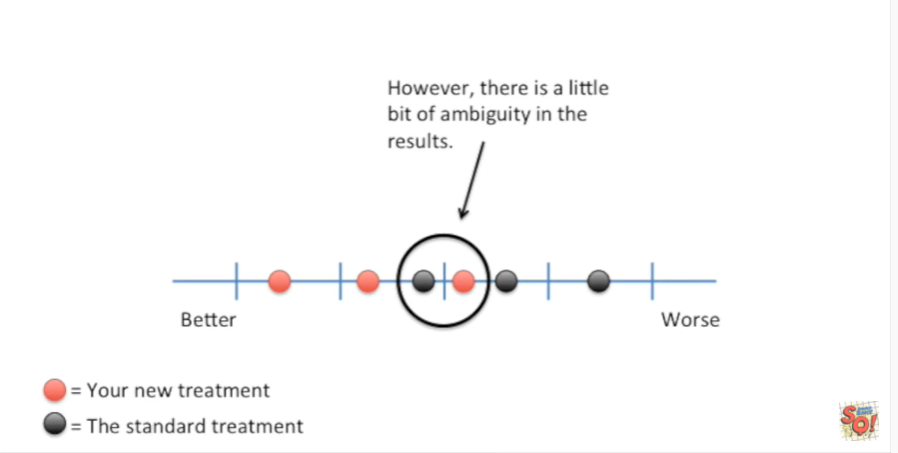 However, there is a little
bit of ambiguity in the
results.
Better
Worse
= Your new treatment
= The standard treatment